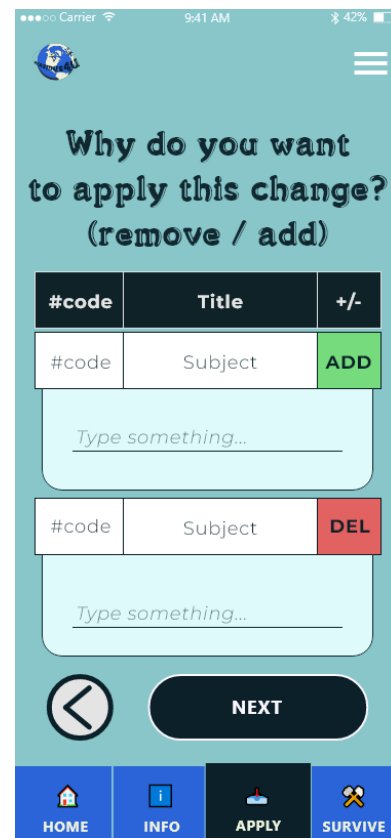 Carrier 9:41 AM 42%
Why do you want
to apply this change?
(remove / add)
#code Title +/-
#code Subject ADD
Type something...
#code Subject DEL
Type something...
NEXT
HOME INFO APPLY SURVIVE